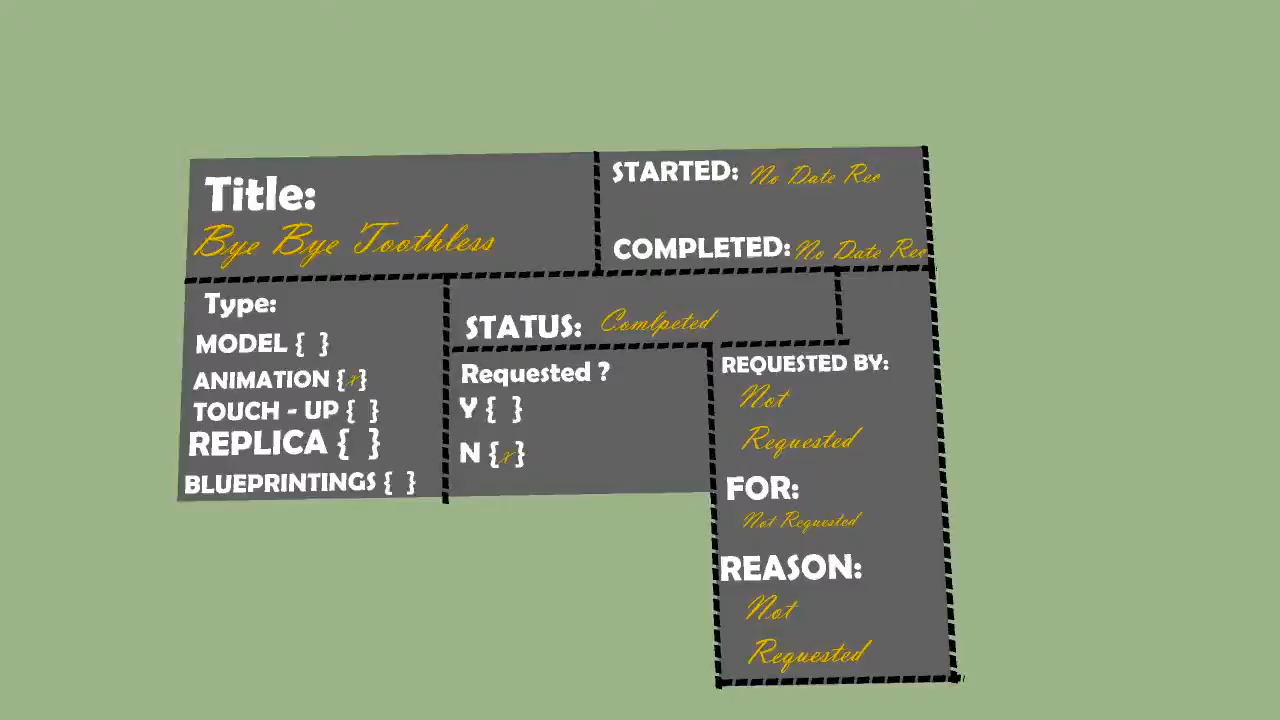 Title:
Bye Bye Toothless
STARTED: No Date Rec
COMPLETED: No Date Rec
Type:
MODEL { }
ANIMATION {x}
TOUCH - UP { }
REPLICA { }
BLUEPRINTINGS { }
STATUS: Comlpeted
Requested ?
Y { }
N {x}
REQUESTED BY:
Not
Requested
FOR:
Not Requested
REASON:
Not
Requested